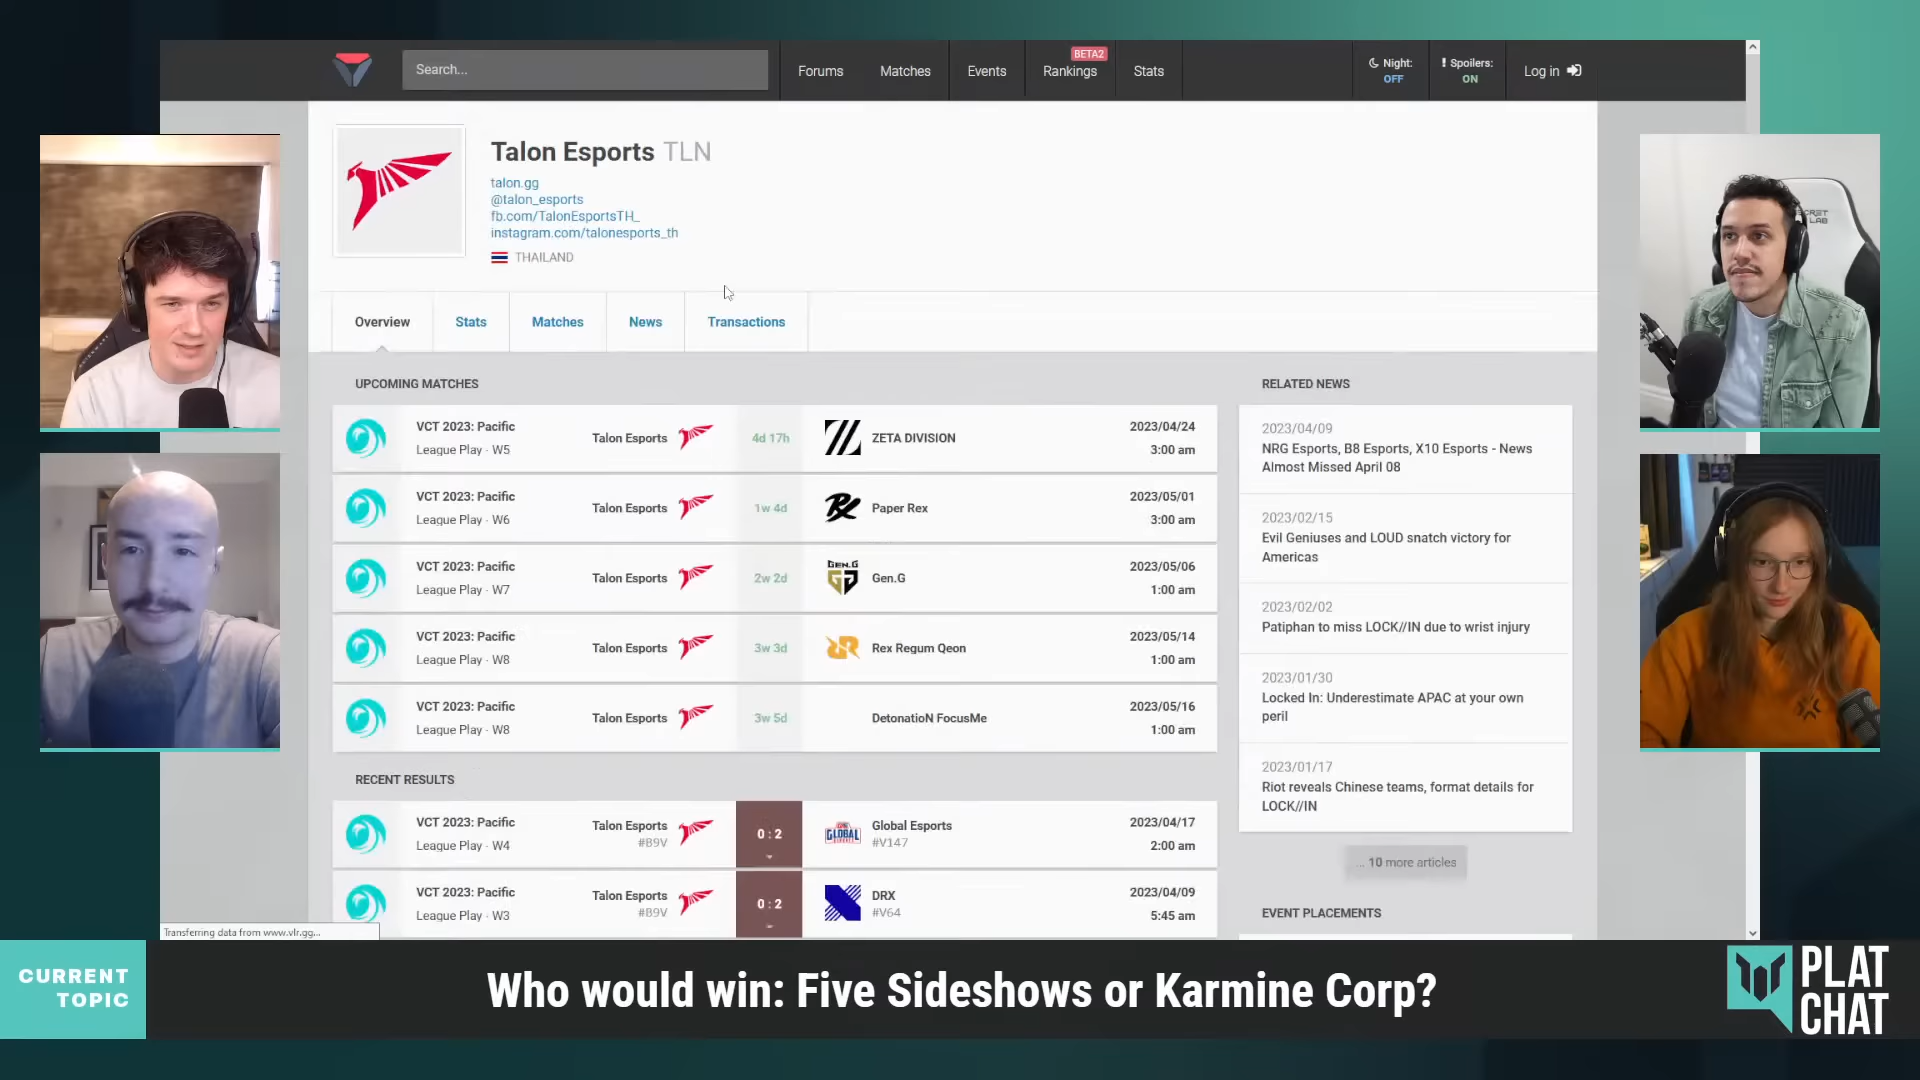 Search...
Forums
Matches
Events
BETA2
Rankings
Stats
Night:
OFF
Spoilers:
ON
Log in
Talon Esports TLN
talon.gg
@talon_esports
fb.com/TalonEsportsTH_
instagram.com/talonesports_th
THAILAND
Overview
Stats
Matches
News
Transactions
UPCOMING MATCHES
VCT 2023: Pacific
League Play · W5
Talon Esports
4d 17h
ZETA DIVISION
2023/04/24
3:00 am
VCT 2023: Pacific
League Play · W6
Talon Esports
1w 4d
Paper Rex
2023/05/01
3:00 am
VCT 2023: Pacific
League Play · W7
Talon Esports
2w 2d
GEN.G
Gen.G
2023/05/06
1:00 am
VCT 2023: Pacific
League Play · W8
Talon Esports
3w 3d
Rex Regum Qeon
2023/05/14
1:00 am
VCT 2023: Pacific
League Play · W8
Talon Esports
3w 5d
DetonatioN FocusMe
2023/05/16
1:00 am
RECENT RESULTS
VCT 2023: Pacific
League Play · W4
Talon Esports
#B9V
0 : 2
GLOBAL
Global Esports
#V147
2023/04/17
2:00 am
VCT 2023: Pacific
League Play · W3
Talon Esports
#B9V
0 : 2
DRX
#V64
2023/04/09
5:45 am
RELATED NEWS
2023/04/09
NRG Esports, B8 Esports, X10 Esports - News
Almost Missed April 08
2023/02/15
Evil Geniuses and LOUD snatch victory for
Americas
2023/02/02
Patiphan to miss LOCK//IN due to wrist injury
2023/01/30
Locked In: Underestimate APAC at your own
peril
2023/01/17
Riot reveals Chinese teams, format details for
LOCK//IN
... 10 more articles
EVENT PLACEMENTS
Transferring data from www.vlr.gg...
CURRENT
TOPIC
Who would win: Five Sideshows or Karmine Corp?
PLAT
CHAT